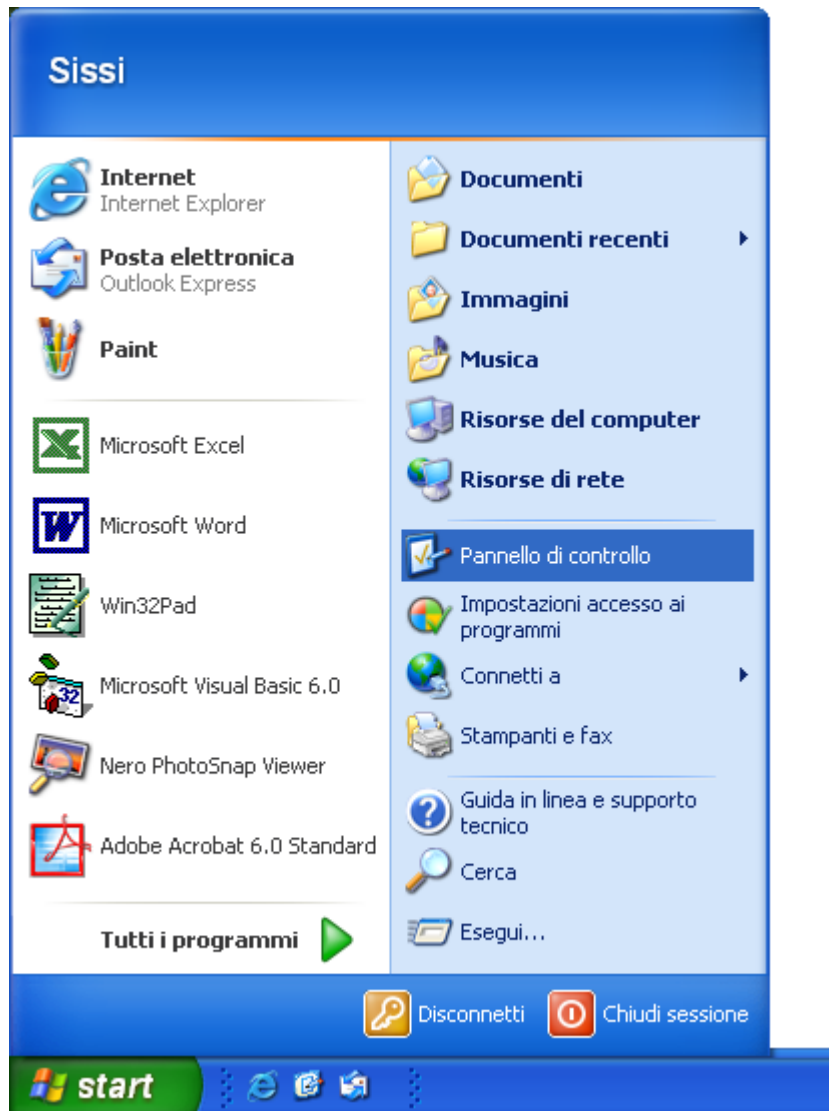 Sissi
Internet
Internet Explorer
Posta elettronica
Outlook Express
Paint
Microsoft Excel
Microsoft Word
Win32Pad
Microsoft Visual Basic 6.0
Nero PhotoSnap Viewer
Adobe Acrobat 6.0 Standard
Tutti i programmi
Documenti
Documenti recenti
Immagini
Musica
Risorse del computer
Risorse di rete
Pannello di controllo
Impostazioni accesso ai
programmi
Connetti a
Stampanti e fax
Guida in linea e supporto
tecnico
Cerca
Esegui...
Disconnetti
Chiudi sessione
start